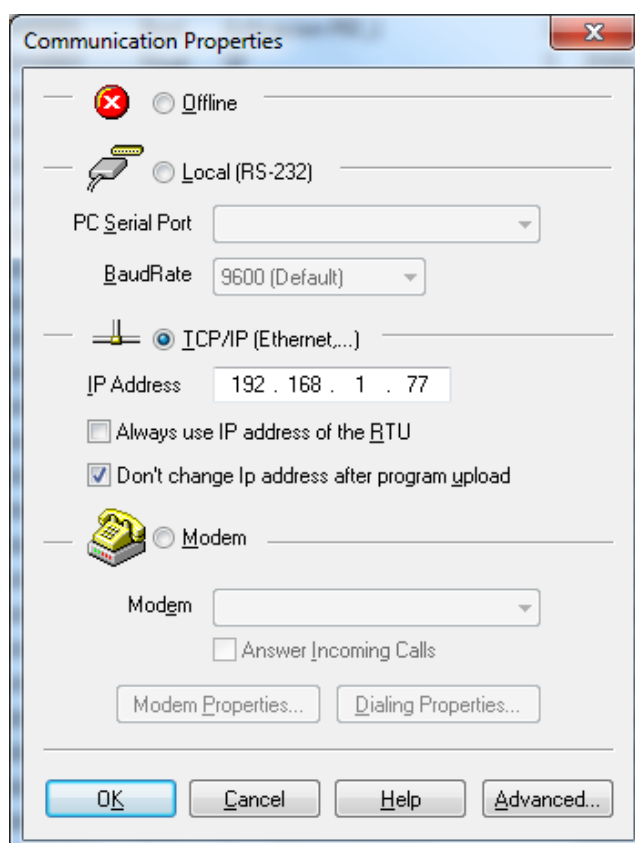 Communication Properties
Offline
Local (RS-232)
PC Serial Port
BaudRate 9600 (Default)
TCP/IP (Ethernet,...)
IP Address 192 . 168 . 1 . 77
Always use IP address of the RTU
Don't change Ip address after program upload
Modem
Modem
Answer Incoming Calls
Modem Properties... Dialing Properties...
OK Cancel Help Advanced...